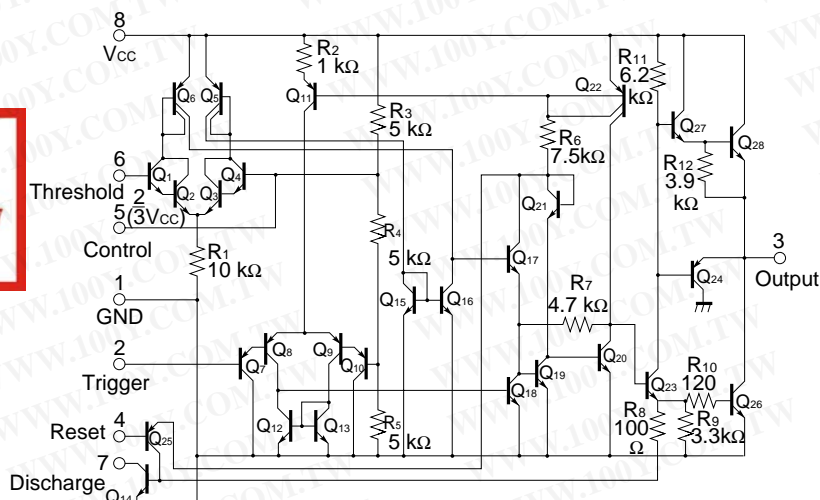 8
Vcc
R2
1 kΩ
Q11
Q6
Q5
R3
5 kΩ
Q22
R11
6.2
kΩ
Q27
Q28
R6
7.5kΩ
R12
3.9
kΩ
6
Threshold
Q1
Q2
Q3
Q4
2
5(3Vcc)
Control
R1
10 kΩ
R4
5 kΩ
Q21
Q17
Q15
Q16
R7
4.7 kΩ
Q24
3
Output
1
GND
2
Trigger
Q7
Q8
Q9
Q10
Q18
Q19
Q20
Q23
R10
120
Q26
4
Reset
Q25
Q12
Q13
R5
5 kΩ
R8
100
Ω
R9
3.3kΩ
7
Discharge
Q14
WWW.100Y.COM.TW